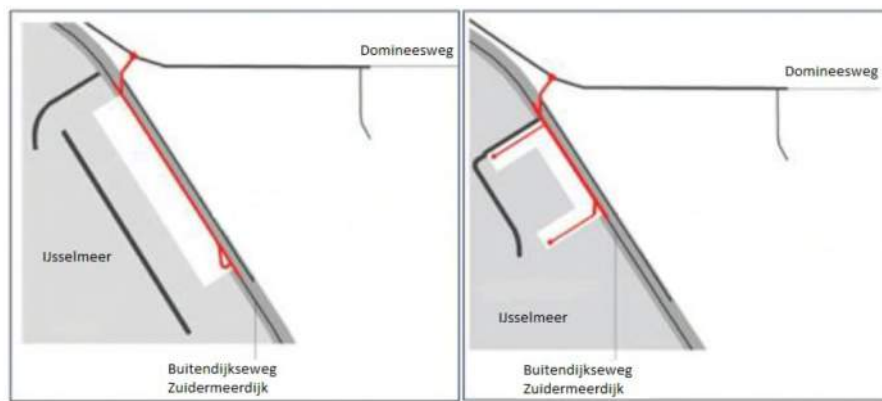 Domineesweg
IJsselmeer
Buitendijkseweg
Zuidermeerdijk
Domineesweg
IJsselmeer
Buitendijkseweg
Zuidermeerdijk